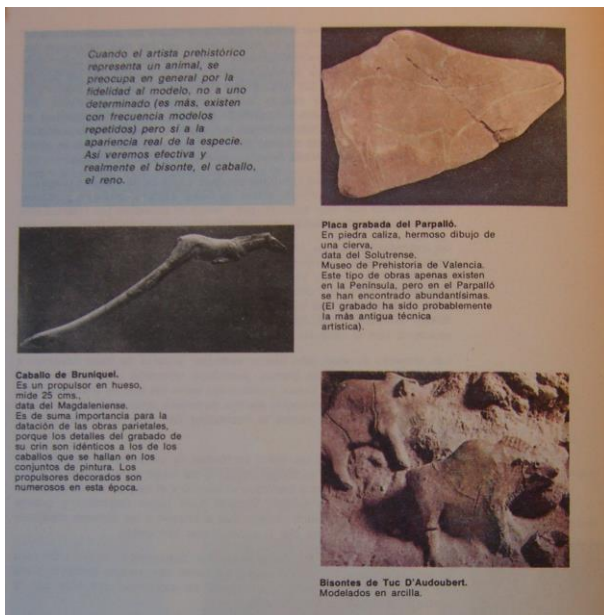 Cuando el artista prehistórico
representa un animal, se
preocupa en general por la
fidelidad al modelo, no a uno
determinado (es más, existen
con frecuencia modelos
repetidos) pero sí a la
apariencia real de la especie.
Así veremos efectiva y
realmente el bisonte, el caballo,
el reno.
Placa grabada del Parpalló.
En piedra caliza, hermoso dibujo de
una cierva,
data del Solutrense.
Museo de Prehistoria de Valencia.
Este tipo de obras apenas existen
en la Península, pero en el Parpalló
se han encontrado abundantísimas.
(El grabado ha sido probablemente
la más antigua técnica
artística).
Caballo de Bruniquel.
Es un propulsor en hueso,
mide 25 cms.,
data del Magdaleniense.
Es de suma importancia para la
datación de las obras parietales,
porque los detalles del grabado de
su crin son idénticos a los de los
caballos que se hallan en los
conjuntos de pintura. Los
propulsores decorados son
numerosos en esta época.
Bisontes de Tuc D'Audoubert.
Modelados en arcilla.